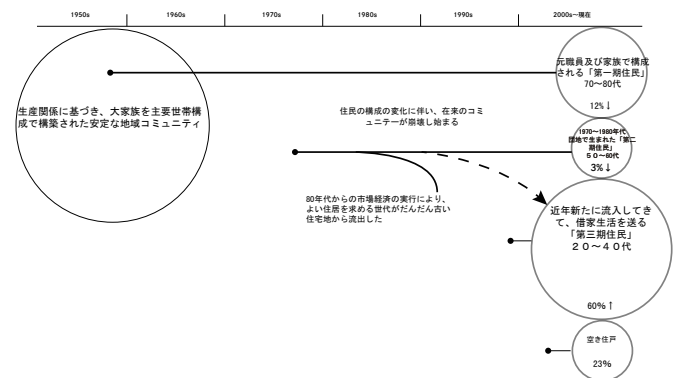 1950s 1960s 1970s 1980s 1990s 2000s～現在
元職員及び家族で構成
される「第一期住民」
70～80代
12%↓
生産関係に基づき、大家族を主要世帯構
成で構築された安定な地域コミュニティ
住民の構成の変化に伴い、在来のコミ
ュニテーが崩壊し始まる
1970～1980年代
団地で生まれた「第二
期住民」
５０～60代
3%↓
80年代からの市場経済の実行により、
よい住居を求める世代がだんだん古い
住宅地から流出した
近年新たに流入してき
て、借家生活を送る
「第三期住民」
２０～４０代
60%↑
空き住戸
23%